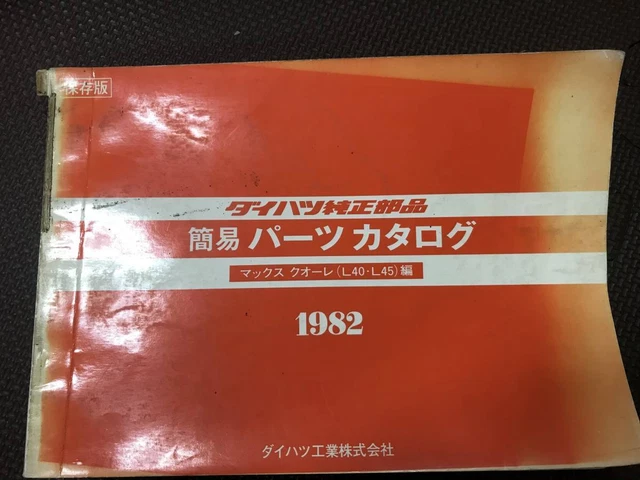 保存版
ダイハツ純正部品
簡易 パーツ カタログ
マックス クオーレ(L40・L45)編
1982
ダイハツ工業株式会社